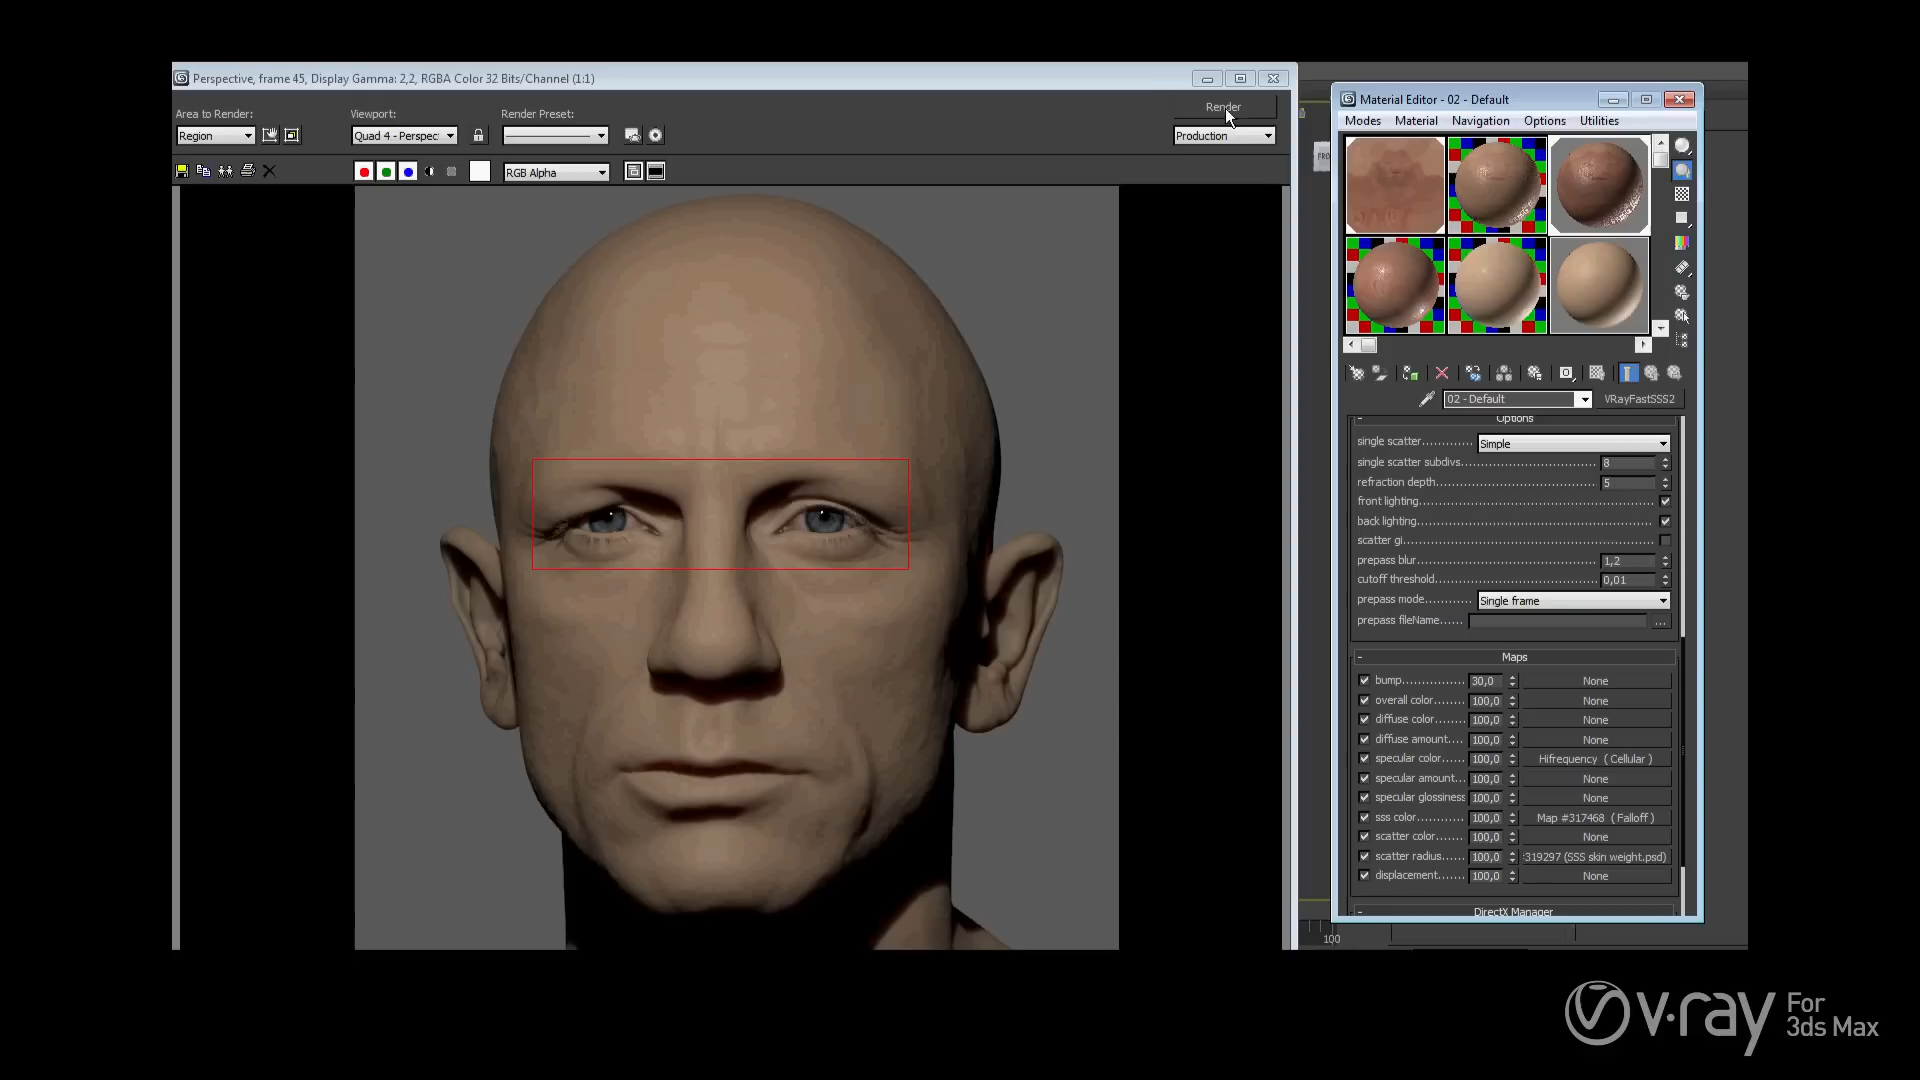 Perspective, frame 45, Display Gamma: 2,2, RGBA Color 32 Bits/Channel (1:1)
Area to Render:
Viewport:
Render Preset:
Render
Region
Quad 4 - Perspec
Production
RGB Alpha
Material Editor - 02 - Default
Modes
Material
Navigation
Options
Utilities
02 - Default
VRayFastSSS2
Options
single scatter
Simple
single scatter subdivs
8
refraction depth
5
front lighting
back lighting
scatter gi
prepass blur
1,2
cutoff threshold
0,01
prepass mode
Single frame
prepass fileName
...
Maps
bump
30,0
None
overall color
100,0
None
diffuse color
100,0
None
diffuse amount
100,0
None
specular color
100,0
Hifrequency ( Cellular )
specular amount
100,0
None
specular glossiness
100,0
None
sss color
100,0
Map #317468 ( Falloff )
scatter color
100,0
None
scatter radius
100,0
319297 (SSS skin weight.psd)
displacement
100,0
None
DirectX Manager
100
v·ray For
3ds Max